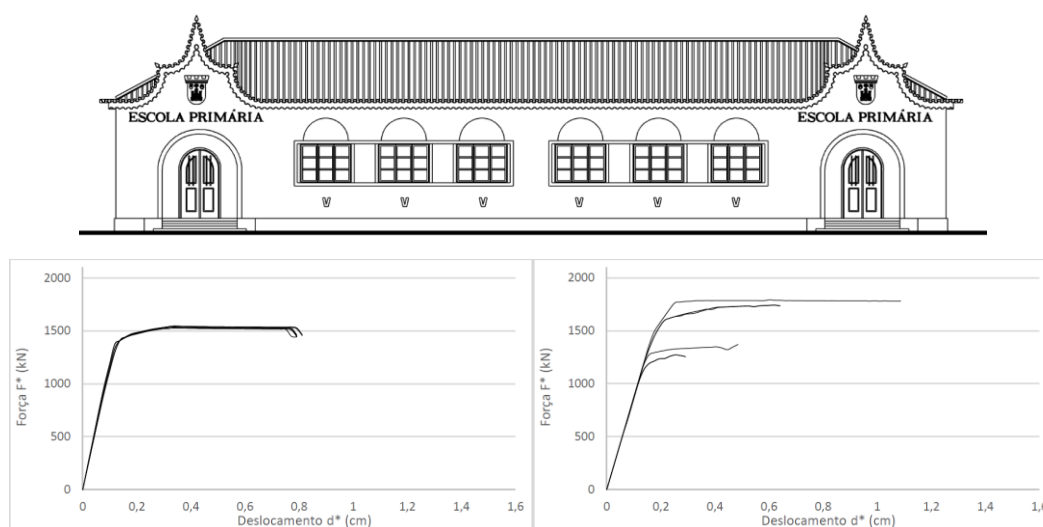 ESCOLA PRIMÁRIA ESCOLA PRIMÁRIA
2000
1500
1000
500
0
Força F* (kN)
0 0,2 0,4 0,6 0,8 1 1,2 1,4 1,6
Deslocamento d* (cm)
2000
1500
1000
500
0
Força F* (kN)
0 0,2 0,4 0,6 0,8 1 1,2 1,4 1,6
Deslocamento d* (cm)